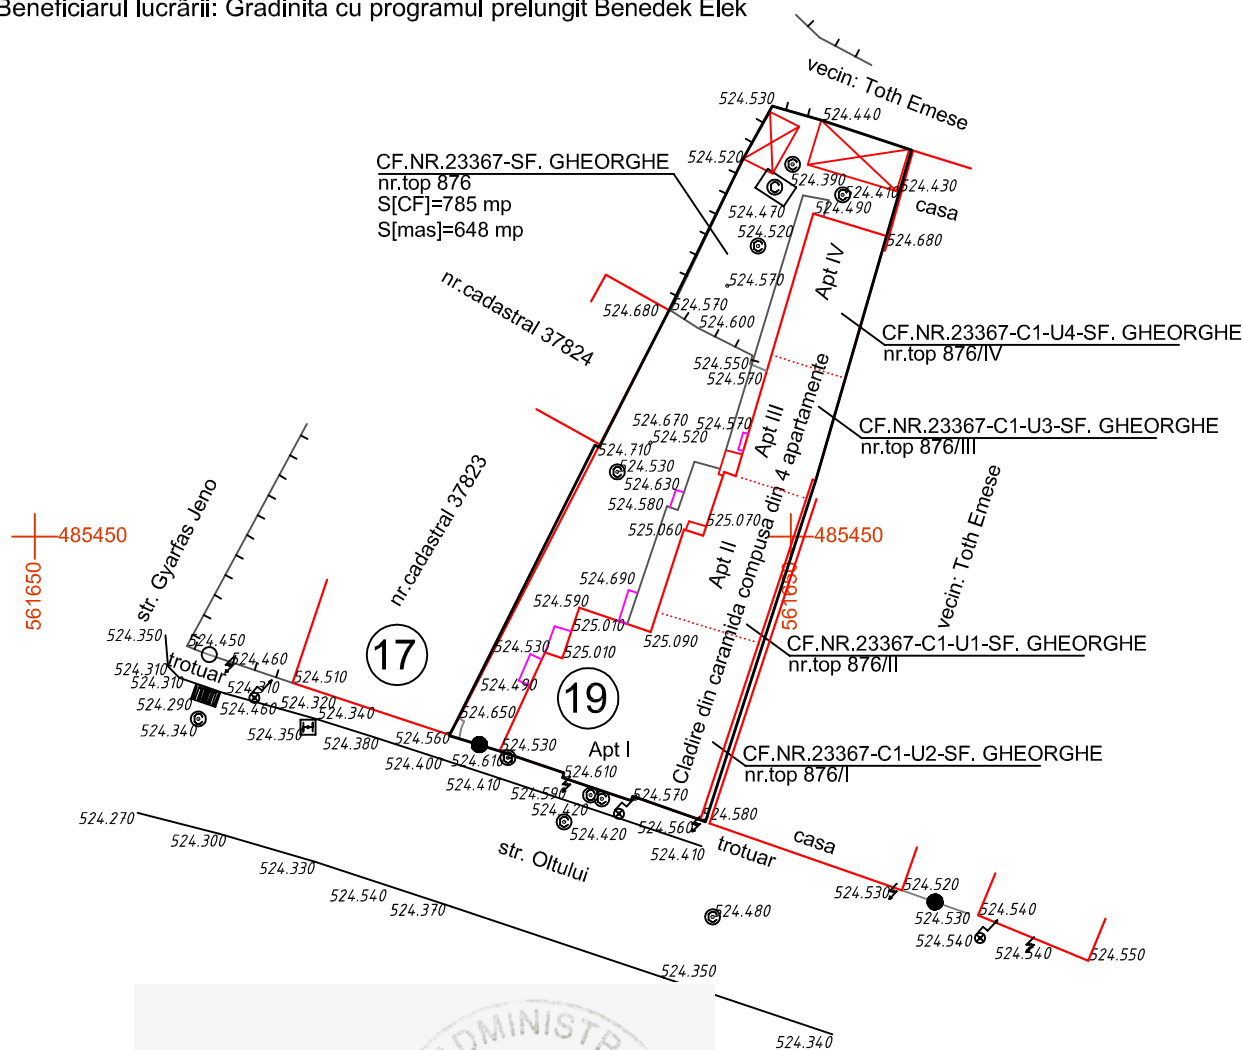 Beneficiarul lucrării: Gradinita cu programul prelungit Benedek Elek
vecin: Toth Emese
524.530
524.440
CF.NR.23367-SF. GHEORGHE
nr.top 876
S[CF]=785 mp
S[mas]=648 mp
524.520
524.390
524.410
524.430
casa
524.470
524.490
524.520
524.680
Apt IV
524.570
nr.cadastral 37824
524.680
524.570
524.600
CF.NR.23367-C1-U4-SF. GHEORGHE
nr.top 876/IV
524.550
524.570
524.670
524.570
524.520
Apt III
CF.NR.23367-C1-U3-SF. GHEORGHE
nr.top 876/III
524.710
524.530
524.630
524.580
nr.cadastral 37823
str. Gyarfas Jeno
485450
561650
525.060
525.070
485450
561650
Apt II
Cladire din caramida compusa din 4 apartamente
vecin: Toth Emese
524.690
524.590
525.010
525.090
524.530
525.010
524.490
CF.NR.23367-C1-U1-SF. GHEORGHE
nr.top 876/II
524.350
524.450
524.460
trotuar
524.310
524.310
524.310
524.510
17
19
524.290
524.460
524.320
524.340
524.340
524.350
524.380
524.650
524.560
524.530
Apt I
CF.NR.23367-C1-U2-SF. GHEORGHE
nr.top 876/I
524.400
524.610
524.610
524.410
524.590
524.570
524.420
524.420
524.560
524.580
524.410
trotuar
casa
524.270
524.300
str. Oltului
524.330
524.540
524.370
524.530
524.520
524.480
524.530
524.540
524.540
524.540
524.550
524.350
524.340